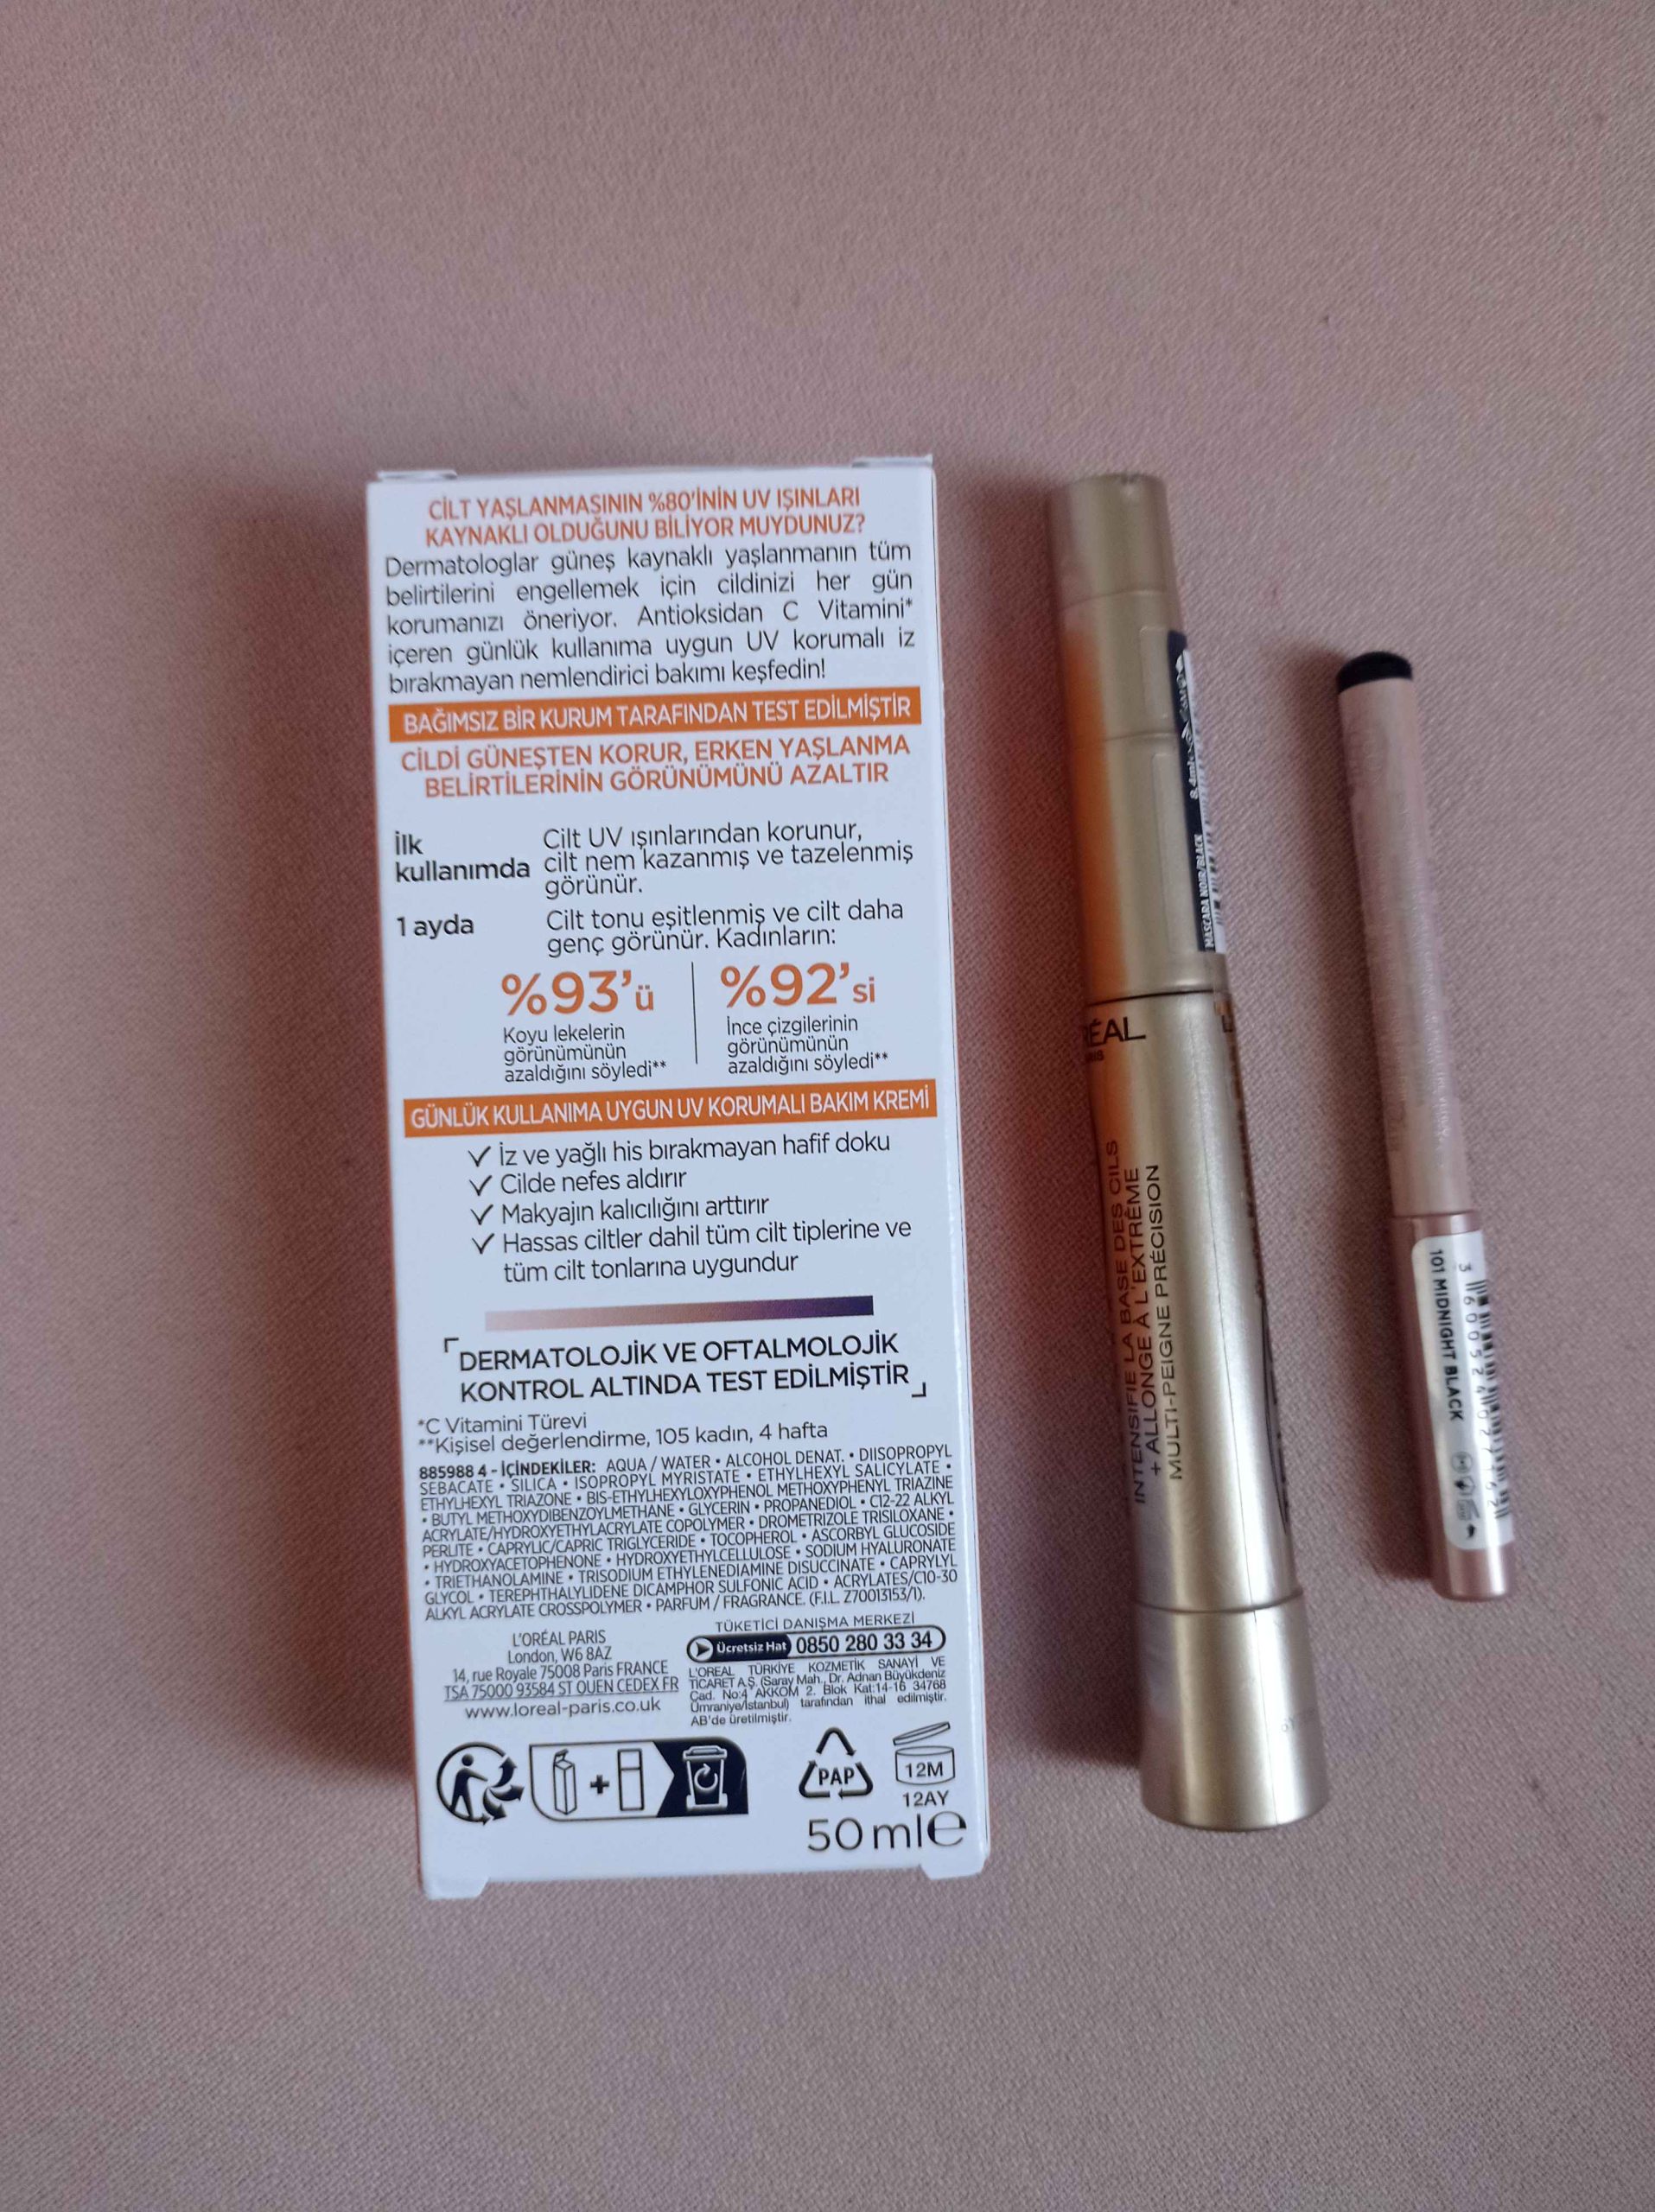 CİLT YAŞLANMASININ %80'İNİN UV IŞINLARI
KAYNAKLI OLDUĞUNU BİLİYOR MUYDUNUZ?
Dermatologlar güneş kaynaklı yaşlanmanın tüm
belirtilerini engellemek için cildinizi her gün
korumanızı öneriyor. Antioksidan C Vitamini*
içeren günlük kullanıma uygun UV korumalı iz
bırakmayan nemlendirici bakımı keşfedin!
BAĞIMSIZ BİR KURUM TARAFINDAN TEST EDİLMİŞTİR
CİLDİ GÜNEŞTEN KORUR, ERKEN YAŞLANMA
BELİRTİLERİNİN GÖRÜNÜMÜNÜ AZALTIR
İlk
kullanımda
Cilt UV ışınlarından korunur,
cilt nem kazanmış ve tazelenmiş
görünür.
1 ayda
Cilt tonu eşitlenmiş ve cilt daha
genç görünür. Kadınların:
%93'ü
Koyu lekelerin
görünümünün
azaldığını söyledi**
%92'si
İnce çizgilerinin
görünümünün
azaldığını söyledi**
GÜNLÜK KULLANIMA UYGUN UV KORUMALI BAKIM KREMİ
İz ve yağlı his bırakmayan hafif doku
Cilde nefes aldırır
Makyajın kalıcılığını arttırır
Hassas ciltler dahil tüm cilt tiplerine ve
tüm cilt tonlarına uygundur
DERMATOLOJİK VE OFTALMOLOJİK
KONTROL ALTINDA TEST EDİLMİŞTİR
*C Vitamini Türevi
**Kişisel değerlendirme, 105 kadın, 4 hafta
885988 4 - İÇİNDEKİLER: AQUA / WATER • ALCOHOL DENAT. • DIISOPROPYL
SEBACATE • SILICA • ISOPROPYL MYRISTATE • ETHYLHEXYL SALICYLATE •
ETHYLHEXYL TRIAZONE • BIS-ETHYLHEXYLOXYPHENOL METHOXYPHENYL TRIAZINE
• BUTYL METHOXYDIBENZOYLMETHANE • GLYCERIN • PROPANEDIOL • C12-22 ALKYL
ACRYLATE/HYDROXYETHYLACRYLATE COPOLYMER • DROMETRIZOLE TRISILOXANE •
PERLITE • CAPRYLIC/CAPRIC TRIGLYCERIDE • TOCOPHEROL • ASCORBYL GLUCOSIDE
• HYDROXYACETOPHENONE • HYDROXYETHYLCELLULOSE • SODIUM HYALURONATE
• TRIETHANOLAMINE • TRISODIUM ETHYLENEDIAMINE DISUCCINATE • CAPRYLYL
GLYCOL • TEREPHTHALYLIDENE DICAMPHOR SULFONIC ACID • ACRYLATES/C10-30
ALKYL ACRYLATE CROSSPOLYMER • PARFUM / FRAGRANCE. (F.I.L. Z70013153/1).
L'ORÉAL PARIS
London, W6 8AZ
14, rue Royale 75008 Paris FRANCE
TSA 75000 93584 ST OUEN CEDEX FR
www.loreal-paris.co.uk
TÜKETİCİ DANIŞMA MERKEZİ
Ücretsiz Hat 0850 280 33 34
L'OREAL TÜRKİYE KOZMETİK SANAYİ VE
TİCARET A.Ş. (Saray Mah., Dr. Adnan Büyükdeniz
Cad. No:4 AKKOM 2. Blok Kat:14-16 34768
Ümraniye/İstanbul) tarafından ithal edilmiştir.
AB'de üretilmiştir.
PAP
12M
12AY
50 ml e
MASCARA NOIR/BLACK
8.4ml
ÉAL
INTENSIFIE LA BASE DES CILS
+ ALLONGE À L'EXTRÊME
MULTI-PEIGNE PRÉCISION
101 MIDNIGHT BLACK